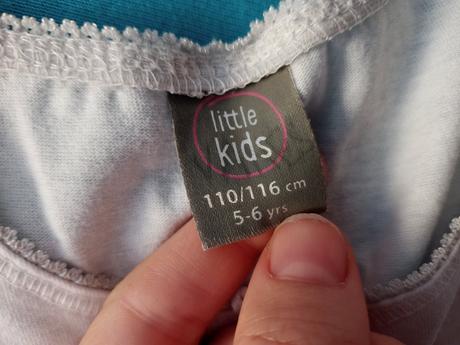 little
kids
110/116 cm
5-6 yrs